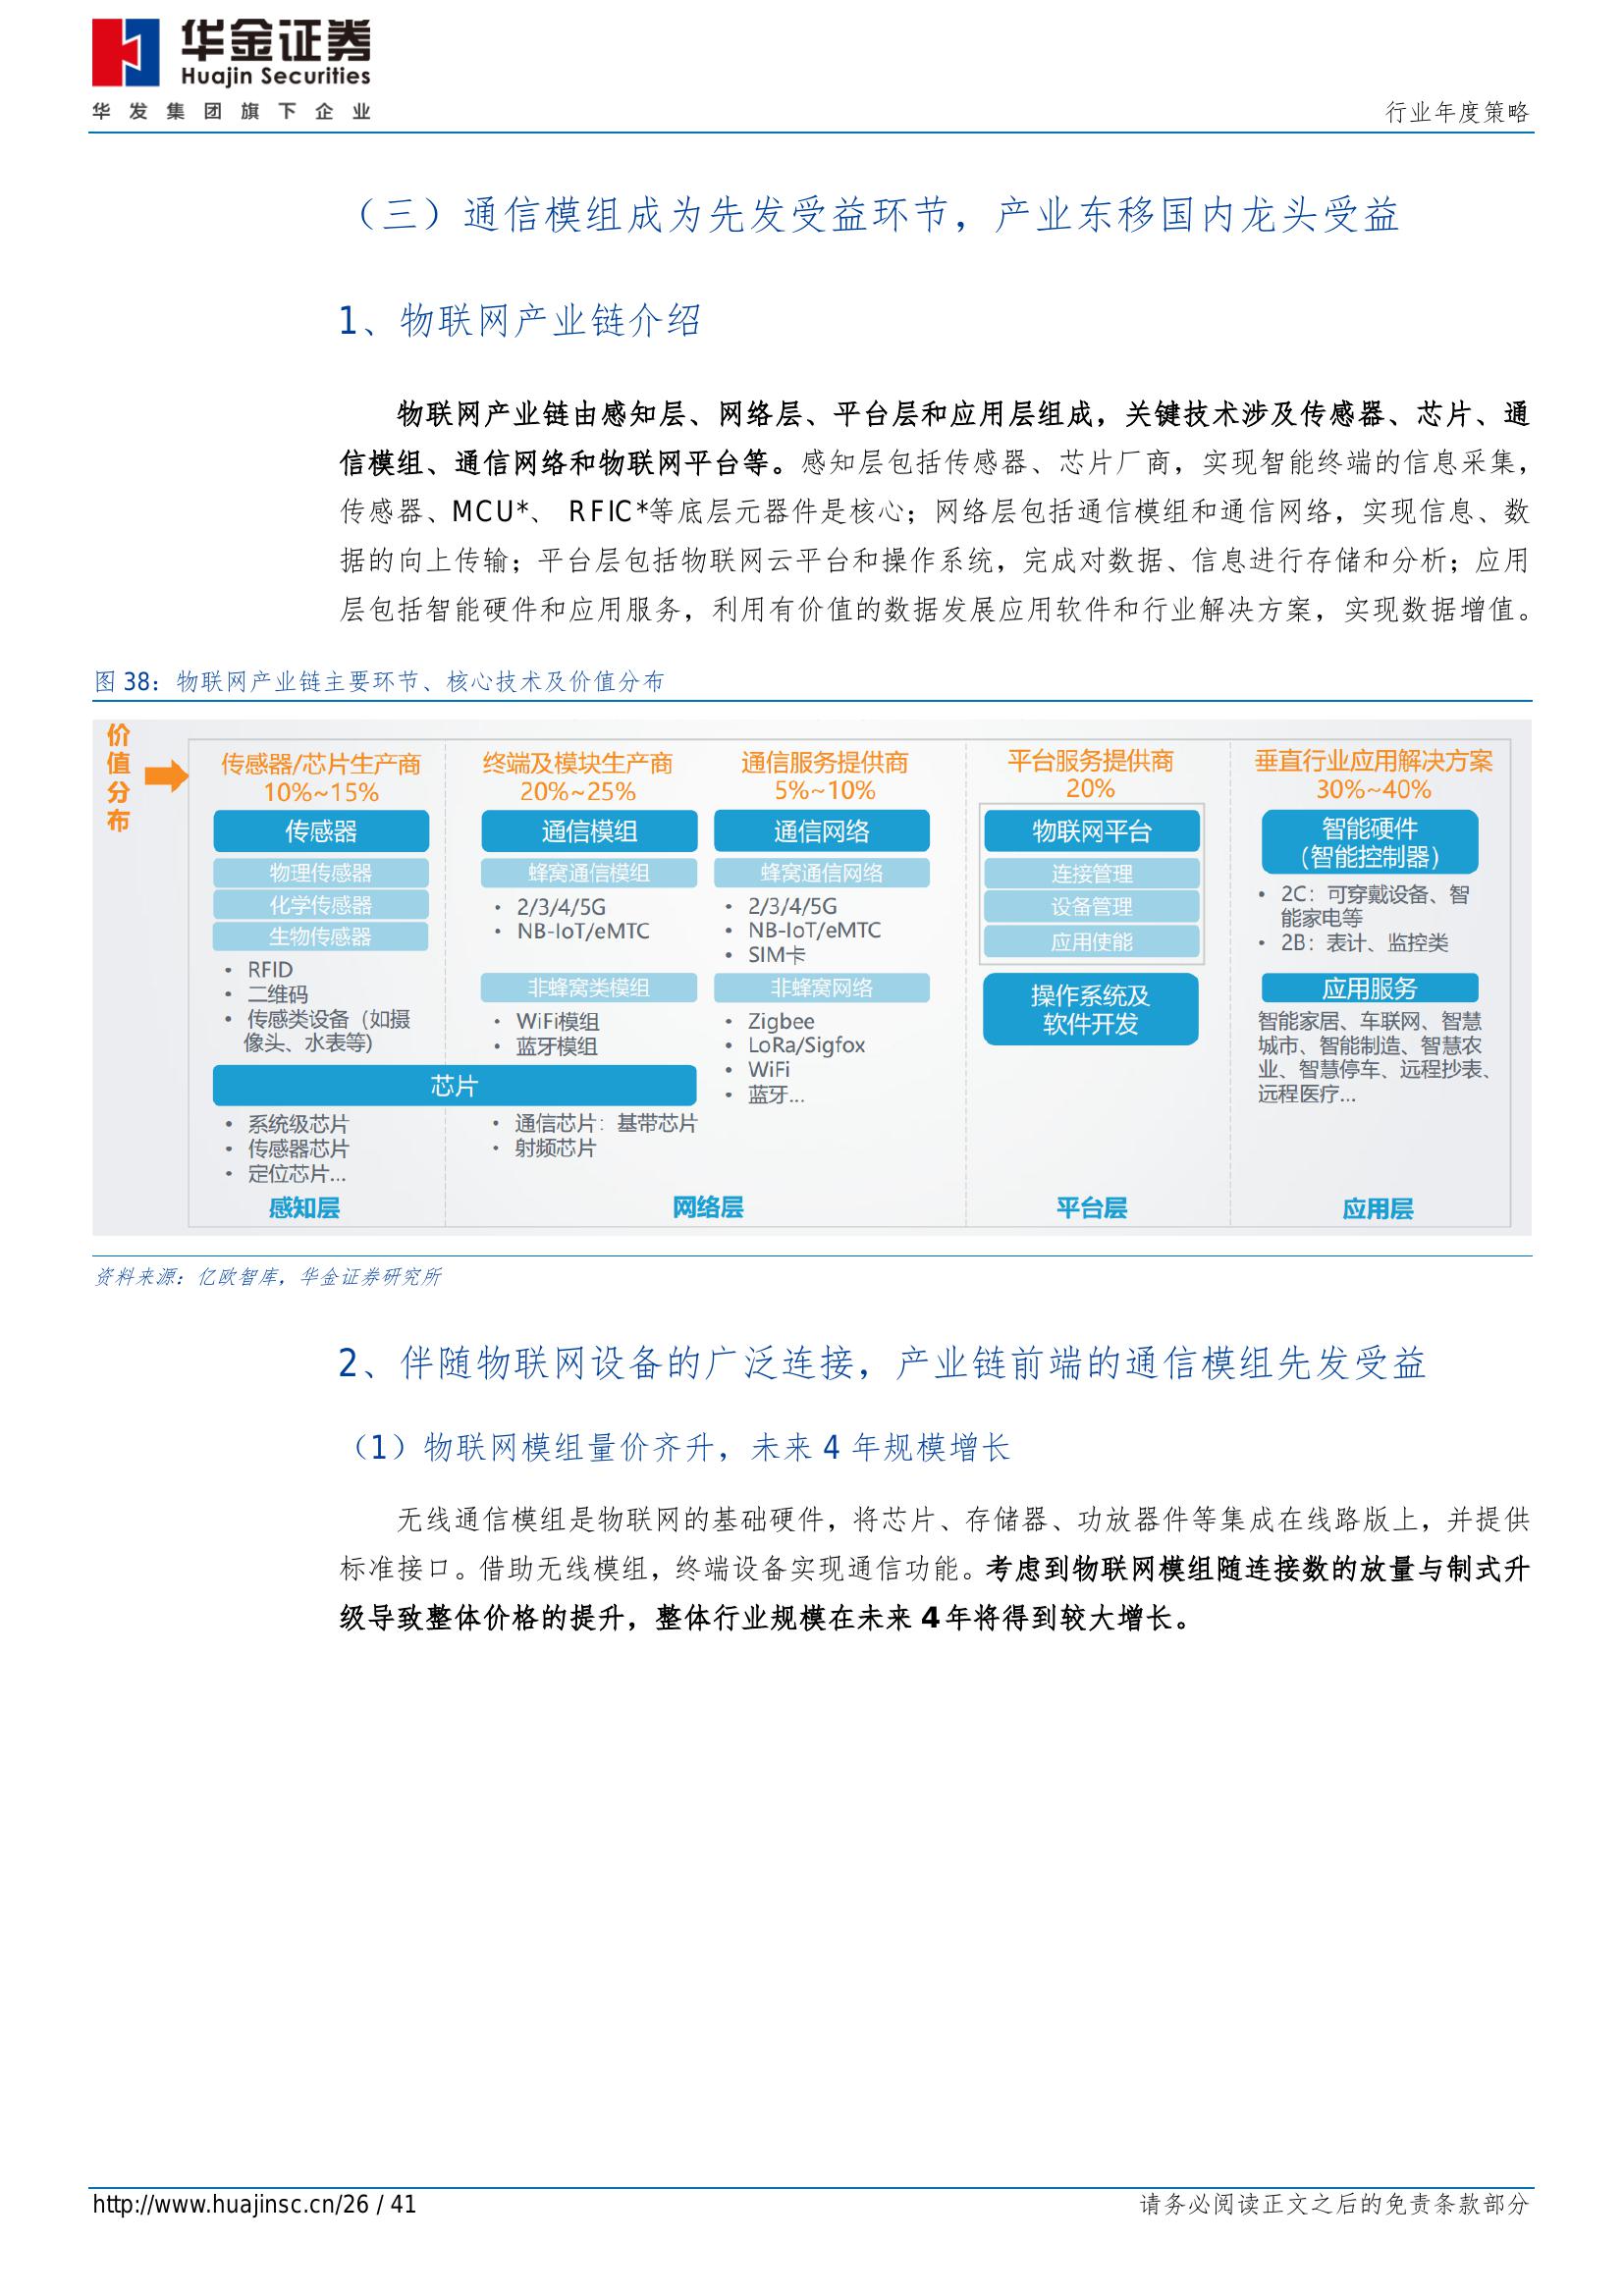 华金证券
Huajin Securities
华发集团旗下企业
行业年度策略
（三）通信模组成为先发受益环节，产业东移国内龙头受益
1、物联网产业链介绍
物联网产业链由感知层、网络层、平台层和应用层组成，关键技术涉及传感器、芯片、通
信模组、通信网络和物联网平台等。感知层包括传感器、芯片厂商，实现智能终端的信息采集，
传感器、MCU*、 RFIC*等底层元器件是核心；网络层包括通信模组和通信网络，实现信息、数
据的向上传输；平台层包括物联网云平台和操作系统，完成对数据、信息进行存储和分析；应用
层包括智能硬件和应用服务，利用有价值的数据发展应用软件和行业解决方案，实现数据增值。
图 38：物联网产业链主要环节、核心技术及价值分布
价值分布
传感器/芯片生产商
10%~15%
传感器
物理传感器
化学传感器
生物传感器
• RFID
• 二维码
• 传感类设备（如摄
像头、水表等)
终端及模块生产商
20%~25%
通信模组
蜂窝通信模组
• 2/3/4/5G
• NB-IoT/eMTC
非蜂窝类模组
• WiFi模组
• 蓝牙模组
芯片
• 系统级芯片
• 传感器芯片
• 定位芯片...
• 通信芯片：基带芯片
• 射频芯片
通信服务提供商
5%~10%
通信网络
蜂窝通信网络
• 2/3/4/5G
• NB-IoT/eMTC
• SIM卡
非蜂窝网络
• Zigbee
• LoRa/Sigfox
• WiFi
• 蓝牙...
平台服务提供商
20%
物联网平台
连接管理
设备管理
应用使能
操作系统及
软件开发
垂直行业应用解决方案
30%~40%
智能硬件
（智能控制器）
• 2C：可穿戴设备、智
能家电等
• 2B：表计、监控类
应用服务
智能家居、车联网、智慧
城市、智能制造、智慧农
业、智慧停车、远程抄表、
远程医疗...
感知层
网络层
平台层
应用层
资料来源：亿欧智库，华金证券研究所
2、伴随物联网设备的广泛连接，产业链前端的通信模组先发受益
（1）物联网模组量价齐升，未来 4 年规模增长
无线通信模组是物联网的基础硬件，将芯片、存储器、功放器件等集成在线路版上，并提供
标准接口。借助无线模组，终端设备实现通信功能。考虑到物联网模组随连接数的放量与制式升
级导致整体价格的提升，整体行业规模在未来 4 年将得到较大增长。
http://www.huajinsc.cn/26 / 41
请务必阅读正文之后的免责条款部分